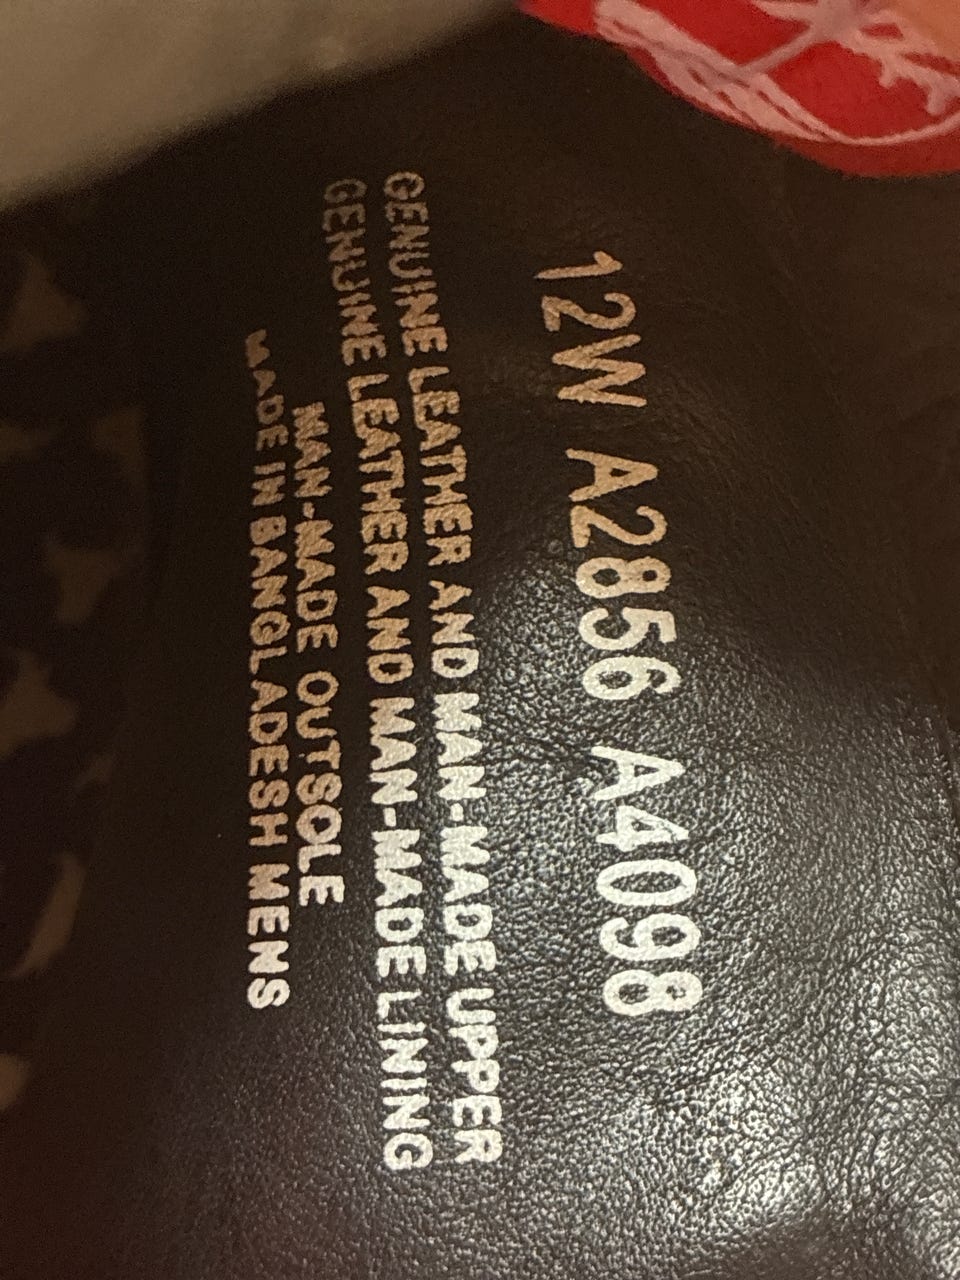 12W A2856 A4098
GENUINE LEATHER AND MAN-MADE UPPER
GENUINE LEATHER AND MAN-MADE LINING
MAN-MADE OUTSOLE
MADE IN BANGLADESH MENS